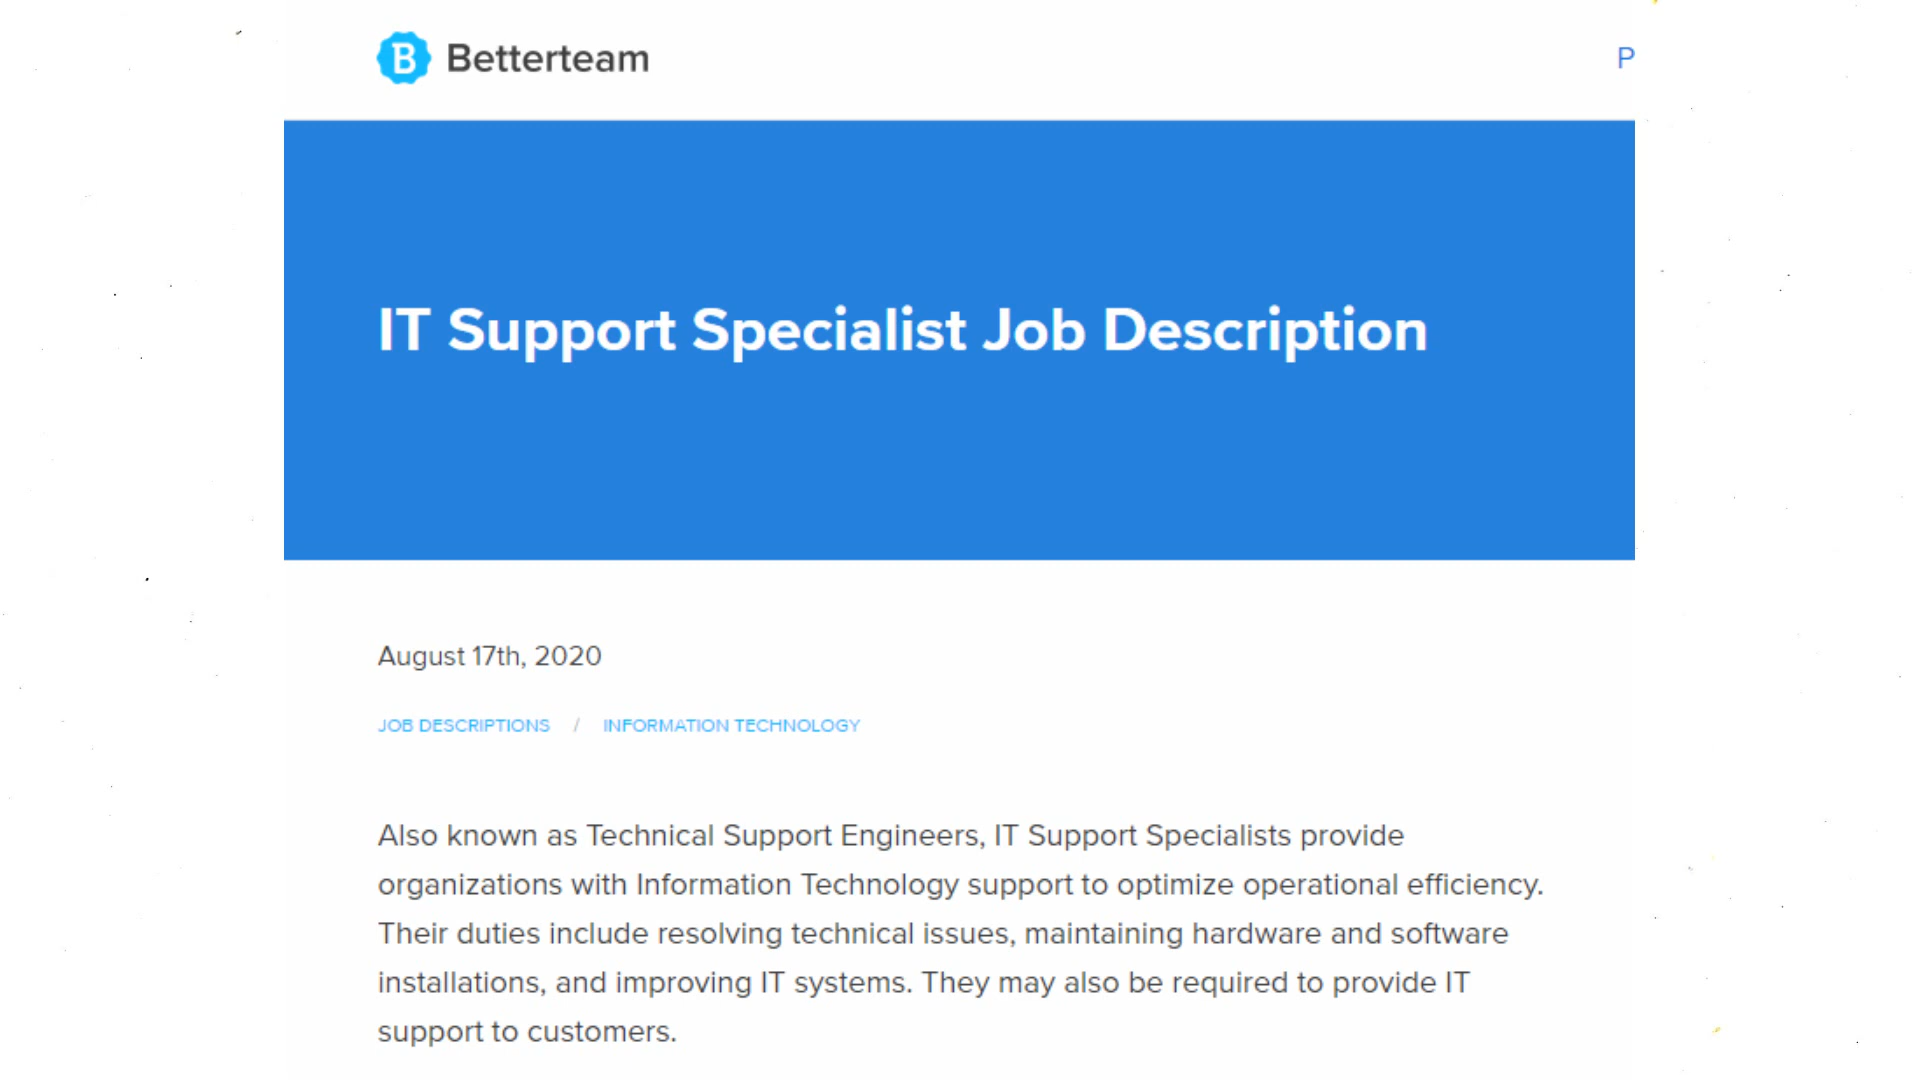 Betterteam
P
IT Support Specialist Job Description
August 17th, 2020
JOB DESCRIPTIONS / INFORMATION TECHNOLOGY
Also known as Technical Support Engineers, IT Support Specialists provide
organizations with Information Technology support to optimize operational efficiency.
Their duties include resolving technical issues, maintaining hardware and software
installations, and improving IT systems. They may also be required to provide IT
support to customers.